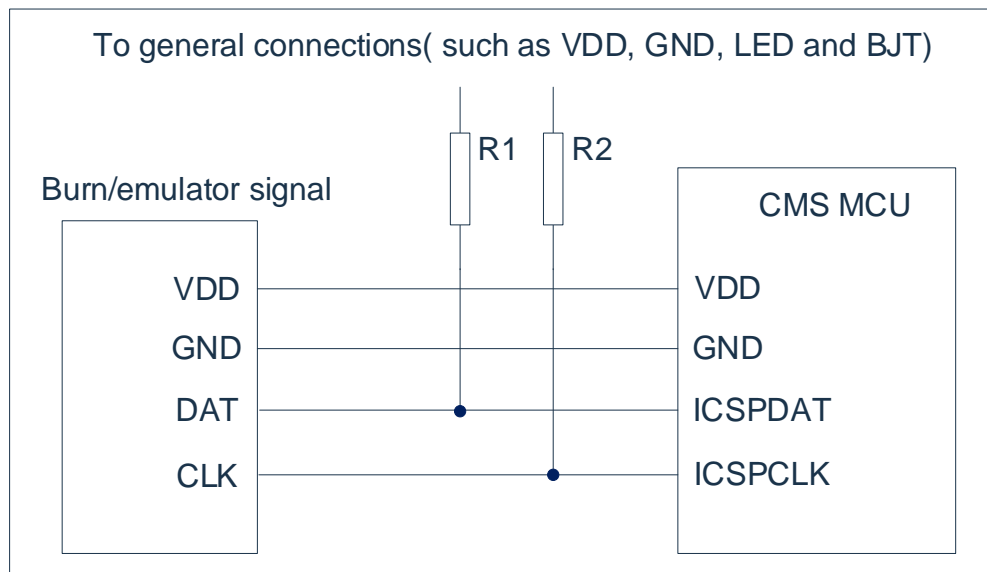 To general connections( such as VDD, GND, LED and BJT)
R1
R2
Burn/emulator signal
CMS MCU
VDD
VDD
GND
GND
DAT
ICSPDAT
CLK
ICSPCLK